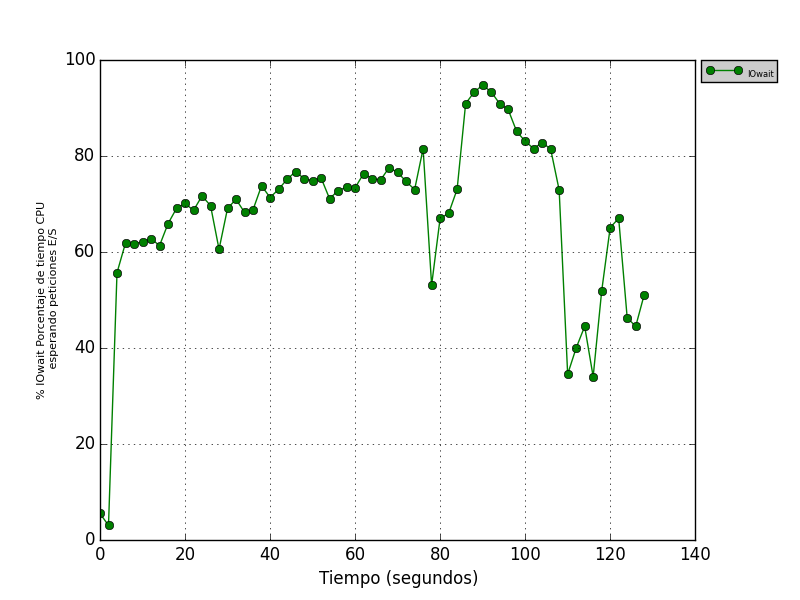 100
80
60
40
20
0
% IOwait Porcentaje de tiempo CPU
esperando peticiones E/S
IOwait
0 20 40 60 80 100 120 140
Tiempo (segundos)